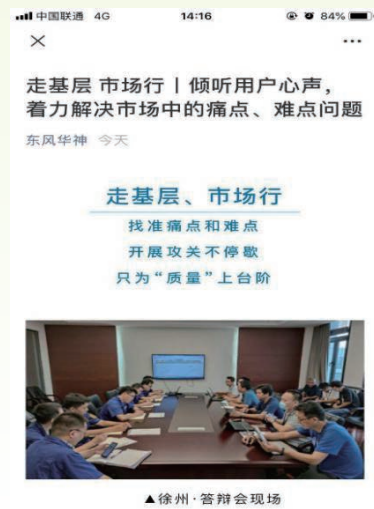 中国联通 4G 14:16 84%
走基层 市场行丨倾听用户心声，
着力解决市场中的痛点、难点问题
东风华神 今天
走基层、市场行
找准痛点和难点
开展攻关不停歇
只为“质量”上台阶
▲徐州·答辩会现场